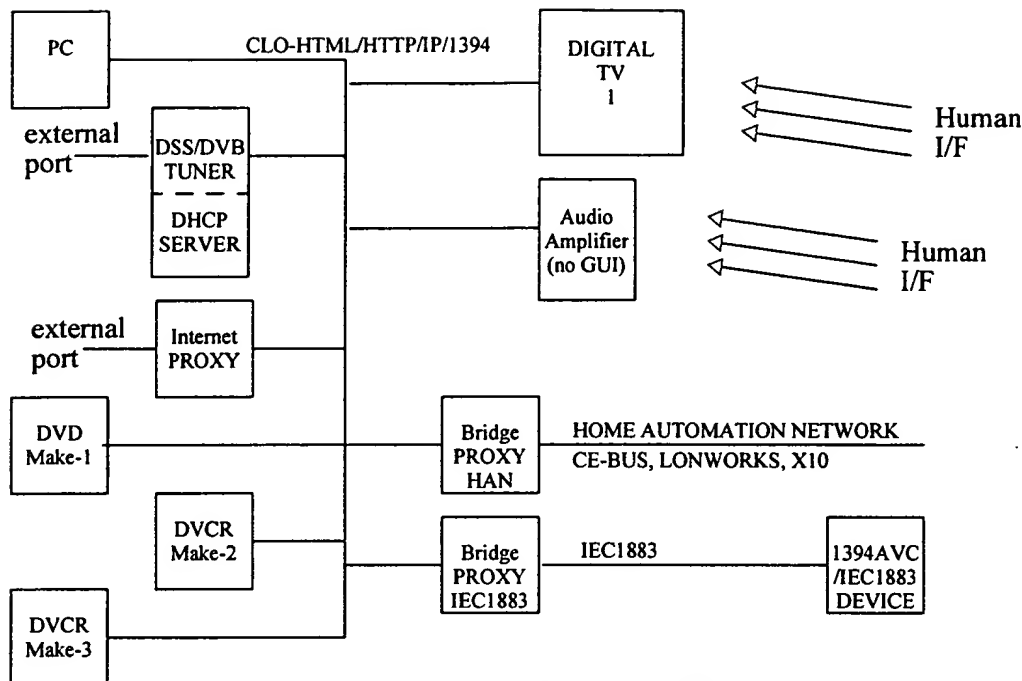 PC
CLO-HTML/HTTP/IP/1394
DIGITAL
TV
1
Human
I/F
external
port
DSS/DVB
TUNER
DHCP
SERVER
Audio
Amplifier
(no GUI)
Human
I/F
external
port
Internet
PROXY
DVD
Make-1
Bridge
PROXY
HAN
HOME AUTOMATION NETWORK
CE-BUS, LONWORKS, X10
DVCR
Make-2
Bridge
PROXY
IEC1883
IEC1883
1394AVC
/IEC1883
DEVICE
DVCR
Make-3